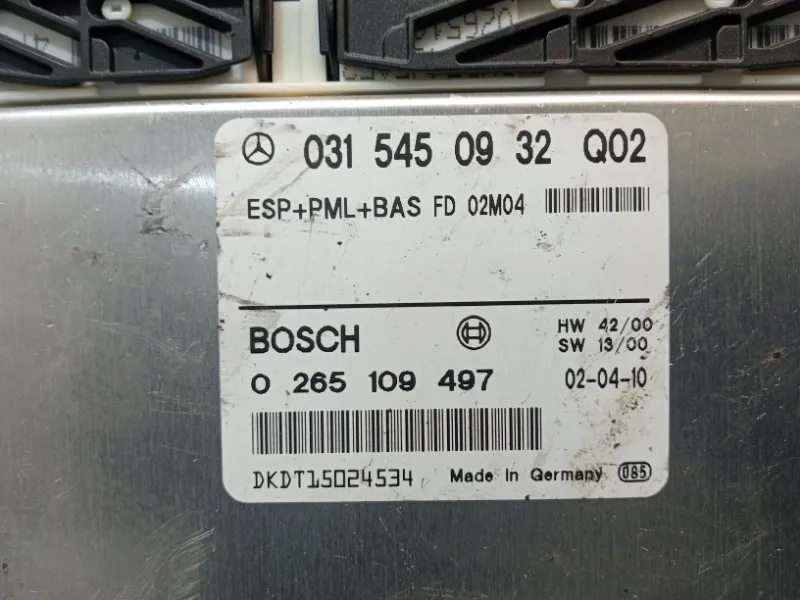 031 545 09 32 Q02
ESP+PML+BAS FD 02M04
BOSCH
HW 42/00
SW 13/00
0 265 109 497
02-04-10
DKDT15024534
Made In Germany
085